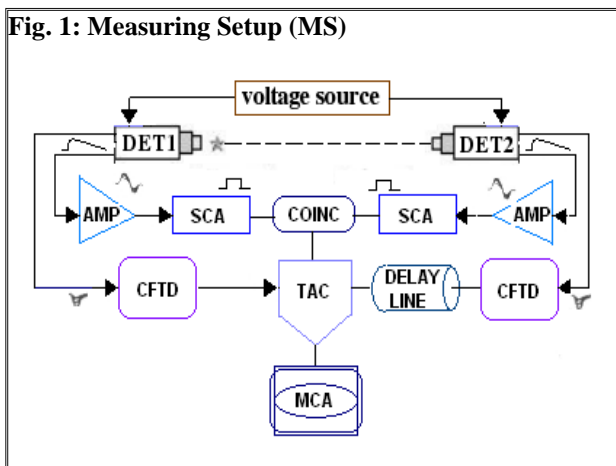 Fig. 1: Measuring Setup (MS)
voltage source
DET1
DET2
AMP
SCA
COINC
SCA
AMP
CFTD
TAC
DELAY
LINE
CFTD
MCA